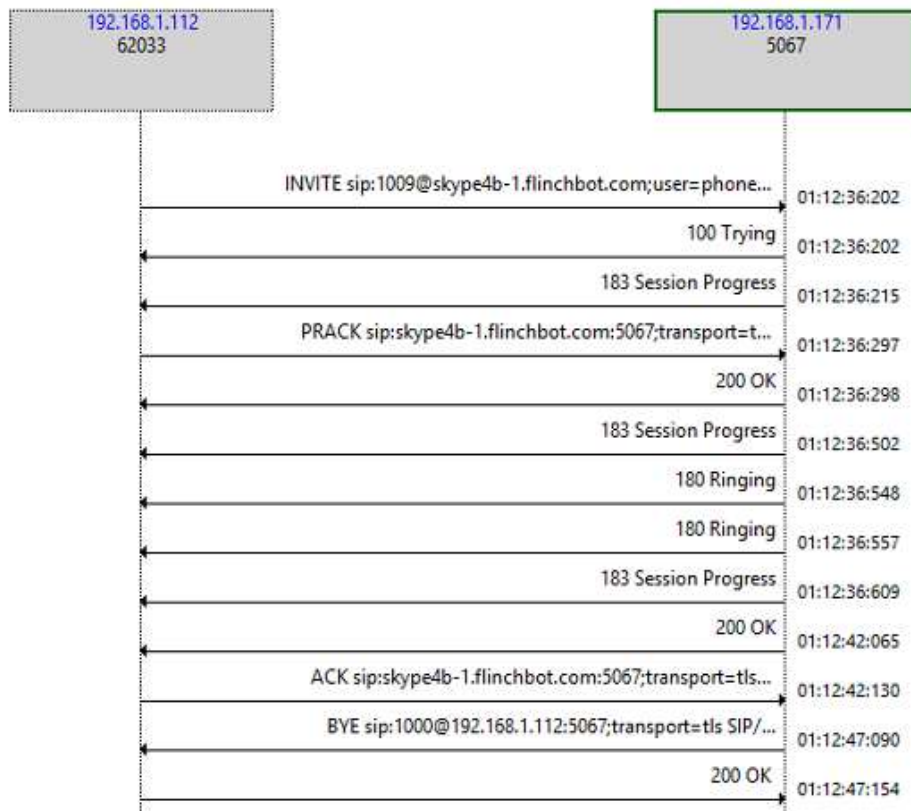 192.168.1.112
62033
192.168.1.171
5067
INVITE sip:1009@skype4b-1.flinchbot.com;user=phone...
01:12:36:202
100 Trying
01:12:36:202
183 Session Progress
01:12:36:215
PRACK sip:skype4b-1.flinchbot.com:5067;transport=t...
01:12:36:297
200 OK
01:12:36:298
183 Session Progress
01:12:36:502
180 Ringing
01:12:36:548
180 Ringing
01:12:36:557
183 Session Progress
01:12:36:609
200 OK
01:12:42:065
ACK sip:skype4b-1.flinchbot.com:5067;transport=tls...
01:12:42:130
BYE sip:1000@192.168.1.112:5067;transport=tls SIP/...
01:12:47:090
200 OK
01:12:47:154